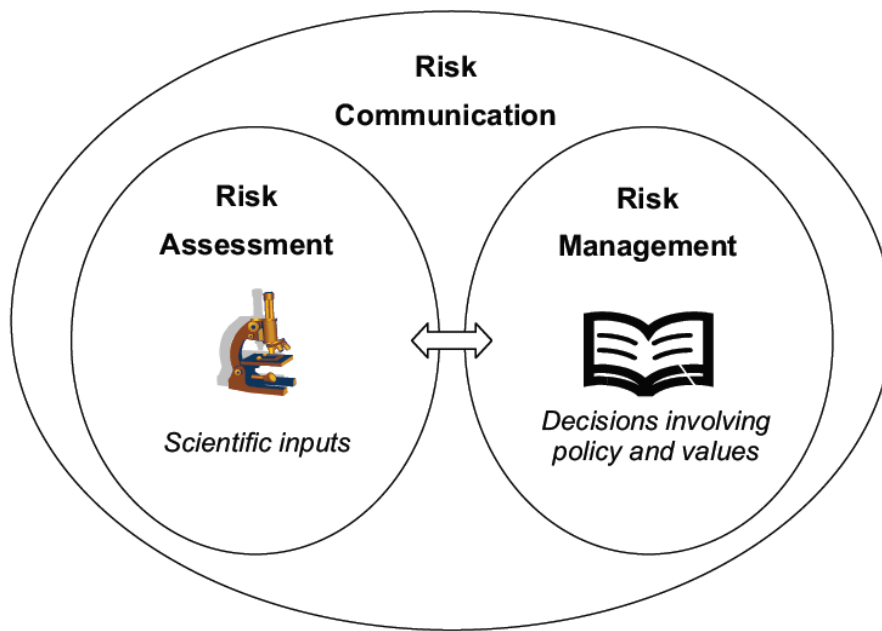 Risk
Communication
Risk
Assessment
Scientific inputs
Risk
Management
Decisions involving
policy and values